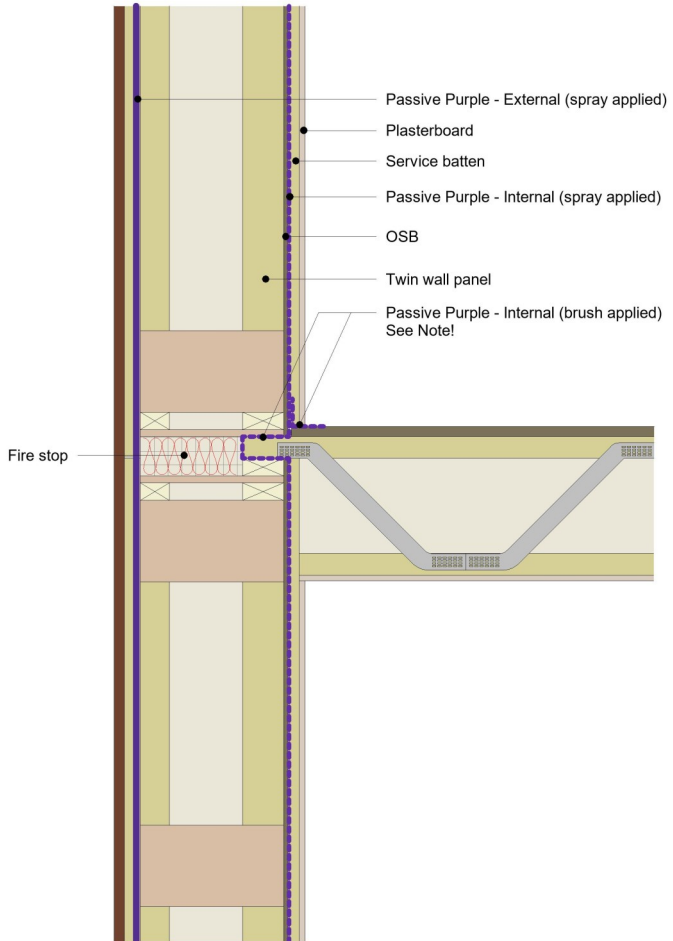 Passive Purple - External (spray applied)
Plasterboard
Service batten
Passive Purple - Internal (spray applied)
OSB
Twin wall panel
Passive Purple - Internal (brush applied)
See Note!
Fire stop